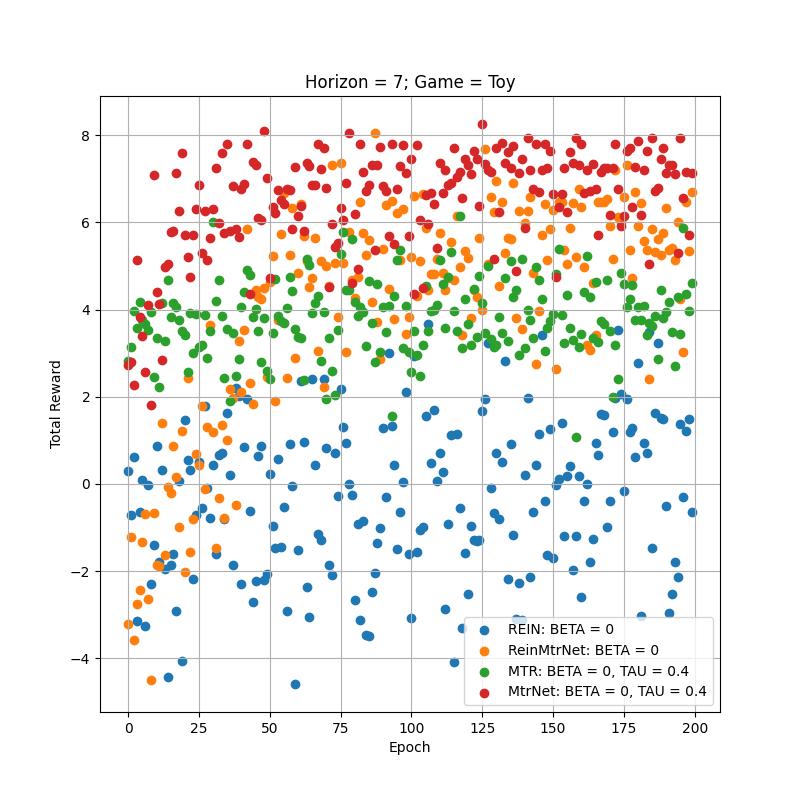 Horizon = 7; Game = Toy
Total Reward
8
6
4
2
0
−2
−4
0 25 50 75 100 125 150 175 200
Epoch
REIN: BETA = 0
ReinMtrNet: BETA = 0
MTR: BETA = 0, TAU = 0.4
MtrNet: BETA = 0, TAU = 0.4